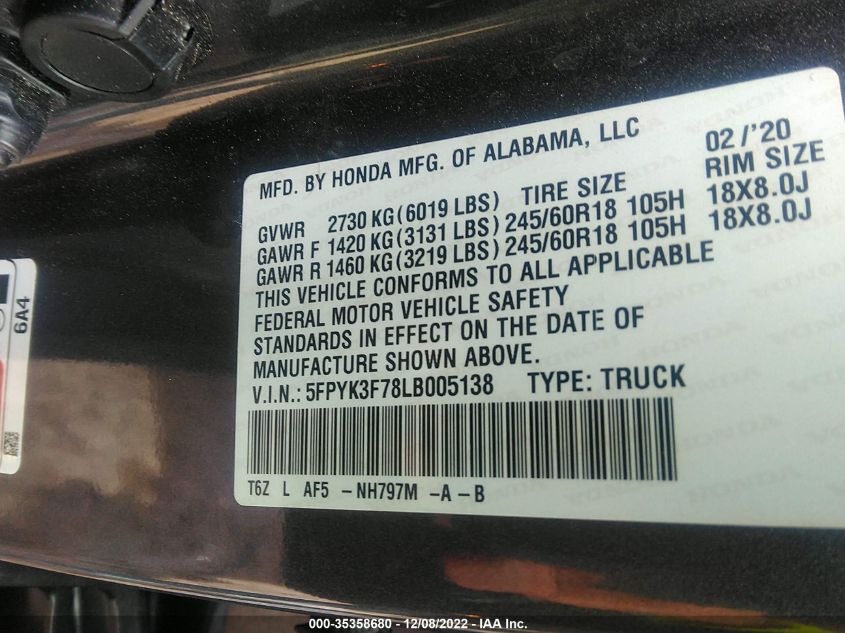 MFD. BY HONDA MFG. OF ALABAMA, LLC 02/'20
GVWR 2730 KG(6019 LBS) TIRE SIZE RIM SIZE
GAWR F 1420 KG(3131 LBS) 245/60R18 105H 18X8.0J
GAWR R 1460 KG(3219 LBS) 245/60R18 105H 18X8.0J
THIS VEHICLE CONFORMS TO ALL APPLICABLE
FEDERAL MOTOR VEHICLE SAFETY
STANDARDS IN EFFECT ON THE DATE OF
MANUFACTURE SHOWN ABOVE.
V.I.N.: 5FPYK3F78LB005138 TYPE: TRUCK
T6Z L AF5 -NH797M -A -B
6A4
000-35358680 - 12/08/2022 - IAA Inc.